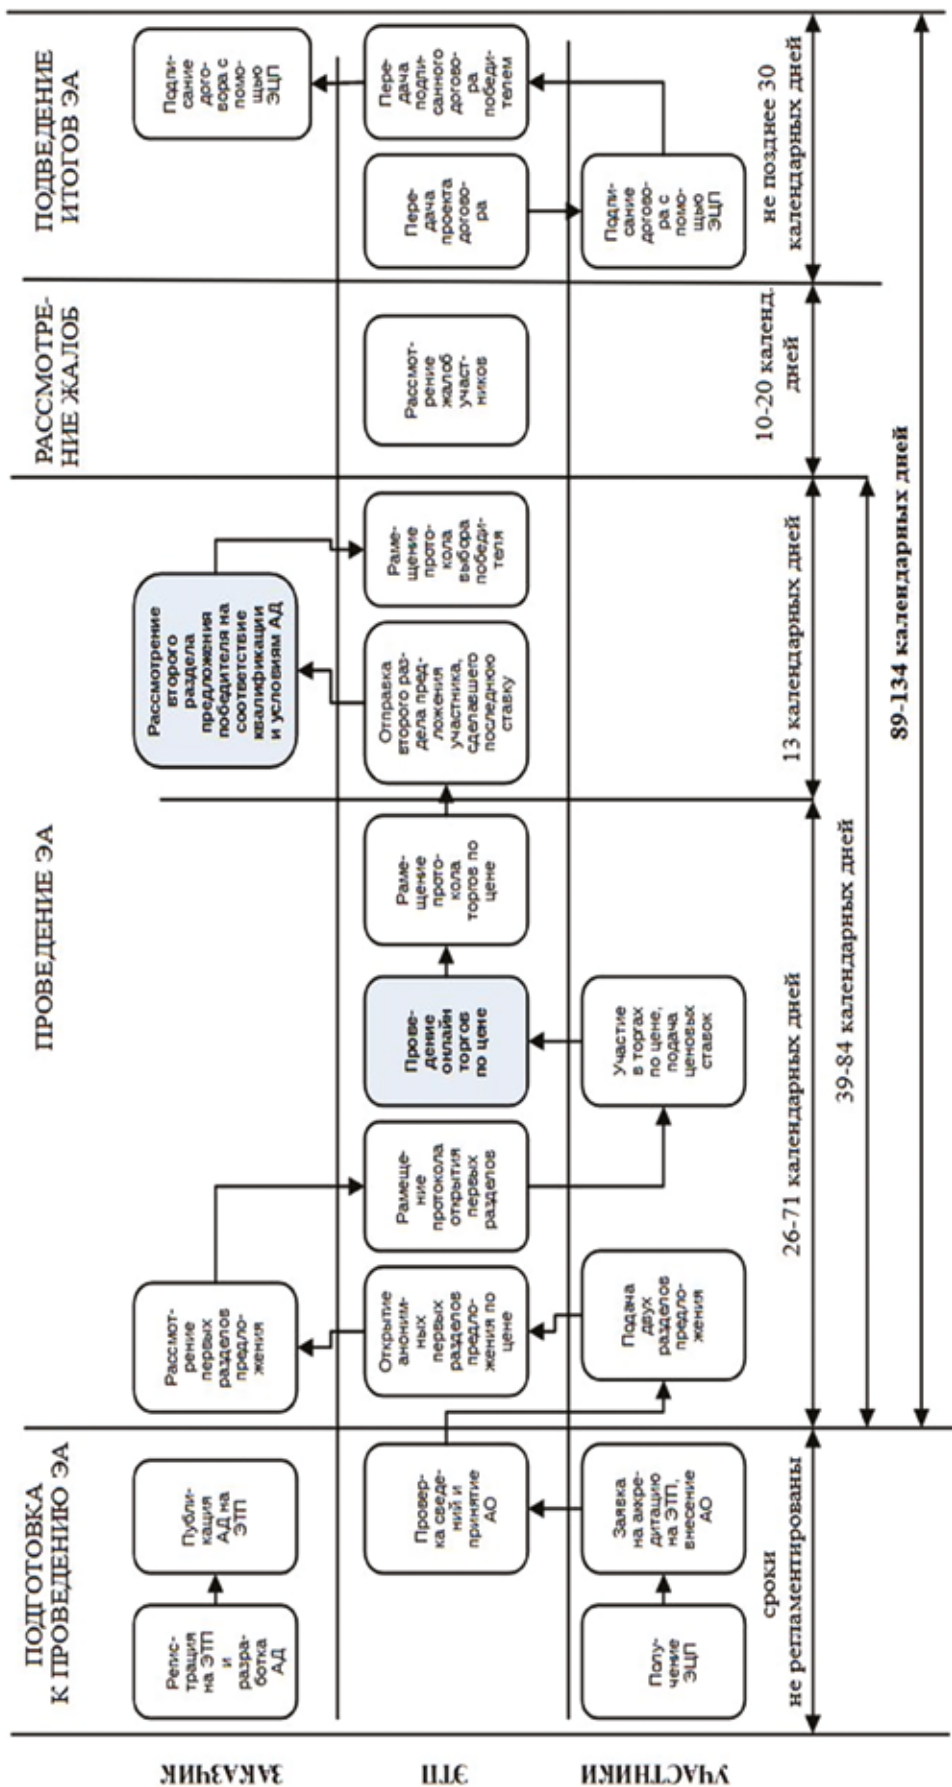 ПОДГОТОВКА
К ПРОВЕДЕНИЮ ЭА
ПРОВЕДЕНИЕ ЭА
РАССМОТРЕ-
НИЕ ЖАЛОБ
ПОДВЕДЕНИЕ
ИТОГОВ ЭА
ЗАКАЗЧИК
Регис-
трация
на ЭТП
и
разра-
ботка
АД
Публи-
кация
АД на
ЭТП
Рассмот-
рение
первых
разделов
предло-
жения
Рассмотрение
второго
раздела
предложения
победителя на
соответствие
квалификации
и условиям АД
Подпи-
сание
дого-
вора с
помо-
щью
ЭЦП
ЭТП
Провер-
ка сведе-
ний и
принятие
АО
Открытие
аноним-
ных
первых
разделов
предло-
жения по
цене
Рамеще-
ние
протокола
открытия
первых
разделов
Прове-
дение
онлайн
торгов
по цене
Раме-
щение
прото-
кола
торгов по
цене
Отправка
второго раз-
дела пред-
ложения
участника,
сделавшего
последнюю
ставку
Раме-
щение
прото-
кола
выбора
победи-
теля
Рассмот-
рение
жалоб
участ-
ников
Пере-
дача
проекта
догово-
ра
Пере-
дача
подпи-
санного
догово-
ра
победи-
телем
УЧАСТНИКИ
Полу-
чение
ЭЦП
Заявка
на аккре-
дитацию
на ЭТП,
внесение
АО
Подача
двух
разделов
предло-
жения
Участие
в торгах
по цене,
подача
ценовых
ставок
Подпи-
сание
догово-
ра с
помо-
щью
ЭЦП
сроки
не регламентированы
26-71 календарных дней
13 календарных дней
10-20 календ.
дней
не позднее 30
календарных дней
39-84 календарных дней
89-134 календарных дней